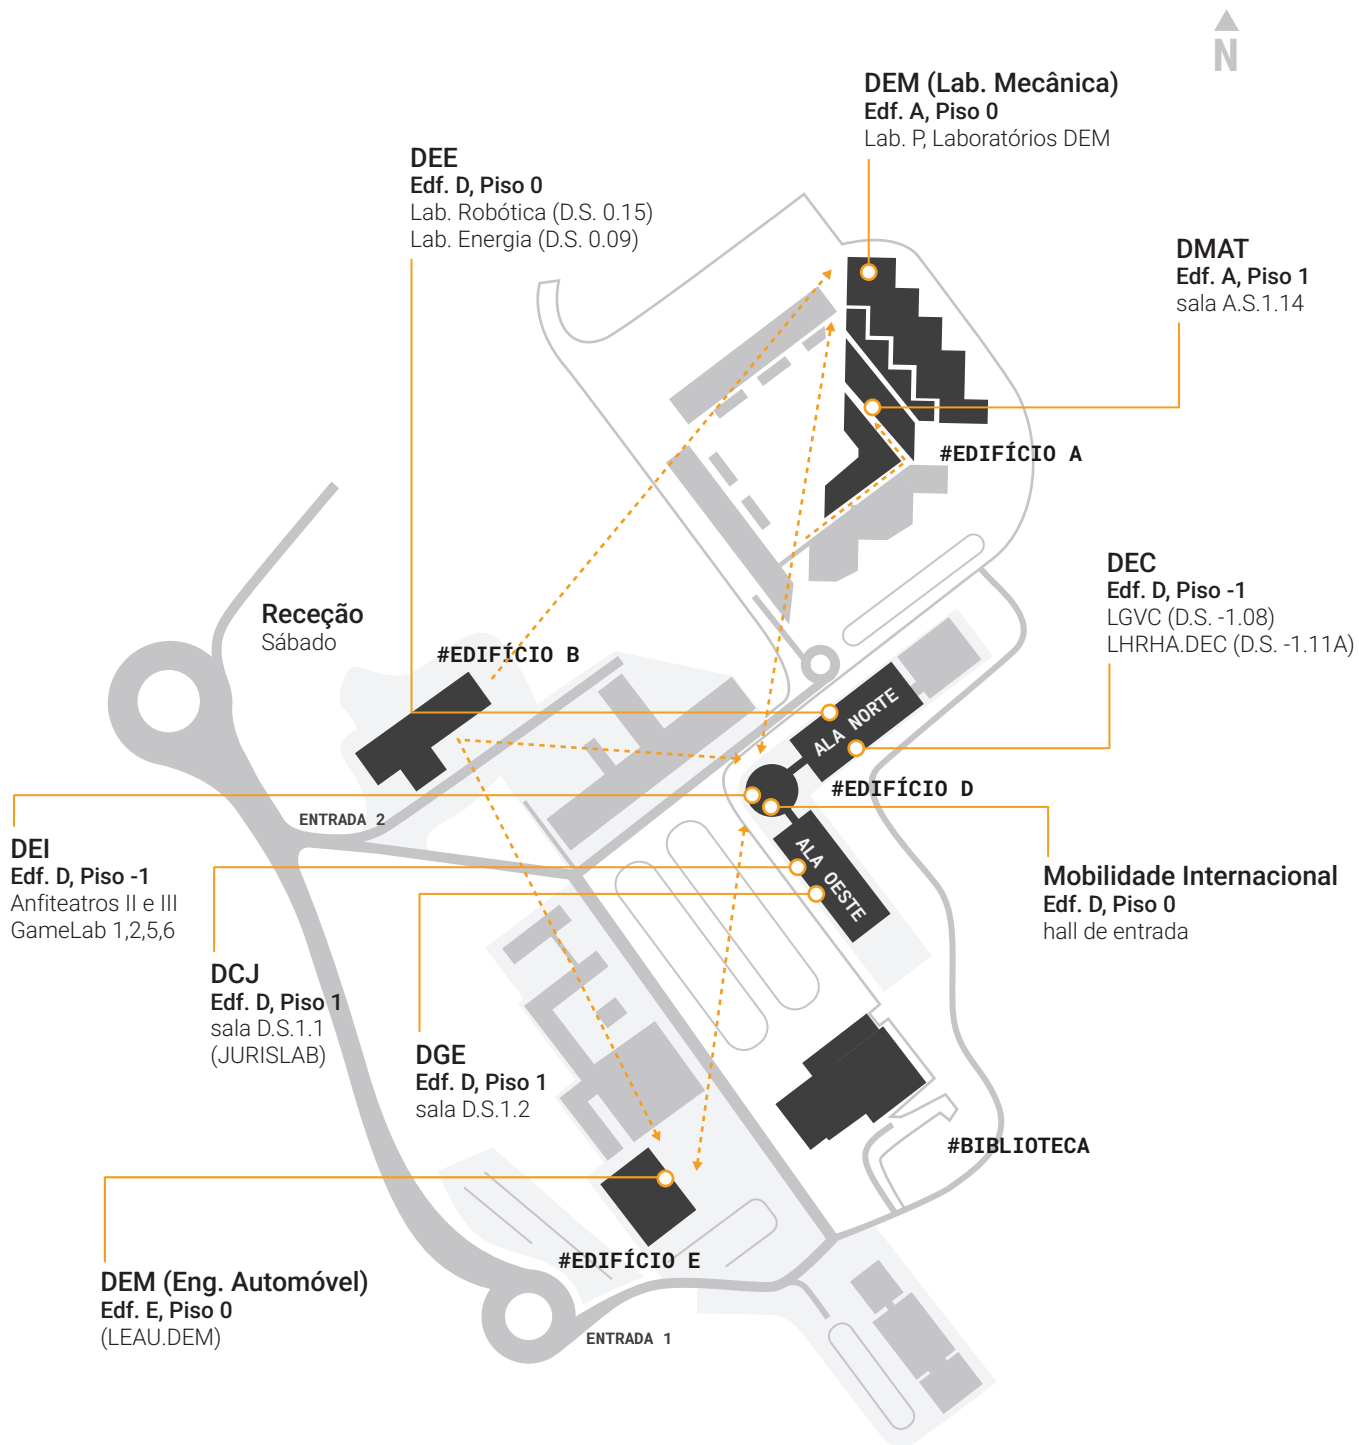 N
DEM (Lab. Mecânica)
Edf. A, Piso 0
Lab. P, Laboratórios DEM
DEE
Edf. D, Piso 0
Lab. Robótica (D.S. 0.15)
Lab. Energia (D.S. 0.09)
DMAT
Edf. A, Piso 1
sala A.S.1.14
#EDIFÍCIO A
DEC
Edf. D, Piso -1
LGVC (D.S. -1.08)
LHRHA.DEC (D.S. -1.11A)
Receção
Sábado
#EDIFÍCIO B
ALA NORTE
#EDIFÍCIO D
ENTRADA 2
ALA OESTE
DEI
Edf. D, Piso -1
Anfiteatros II e III
GameLab 1,2,5,6
Mobilidade Internacional
Edf. D, Piso 0
hall de entrada
DCJ
Edf. D, Piso 1
sala D.S.1.1
(JURISLAB)
DGE
Edf. D, Piso 1
sala D.S.1.2
#BIBLIOTECA
#EDIFÍCIO E
DEM (Eng. Automóvel)
Edf. E, Piso 0
(LEAU.DEM)
ENTRADA 1